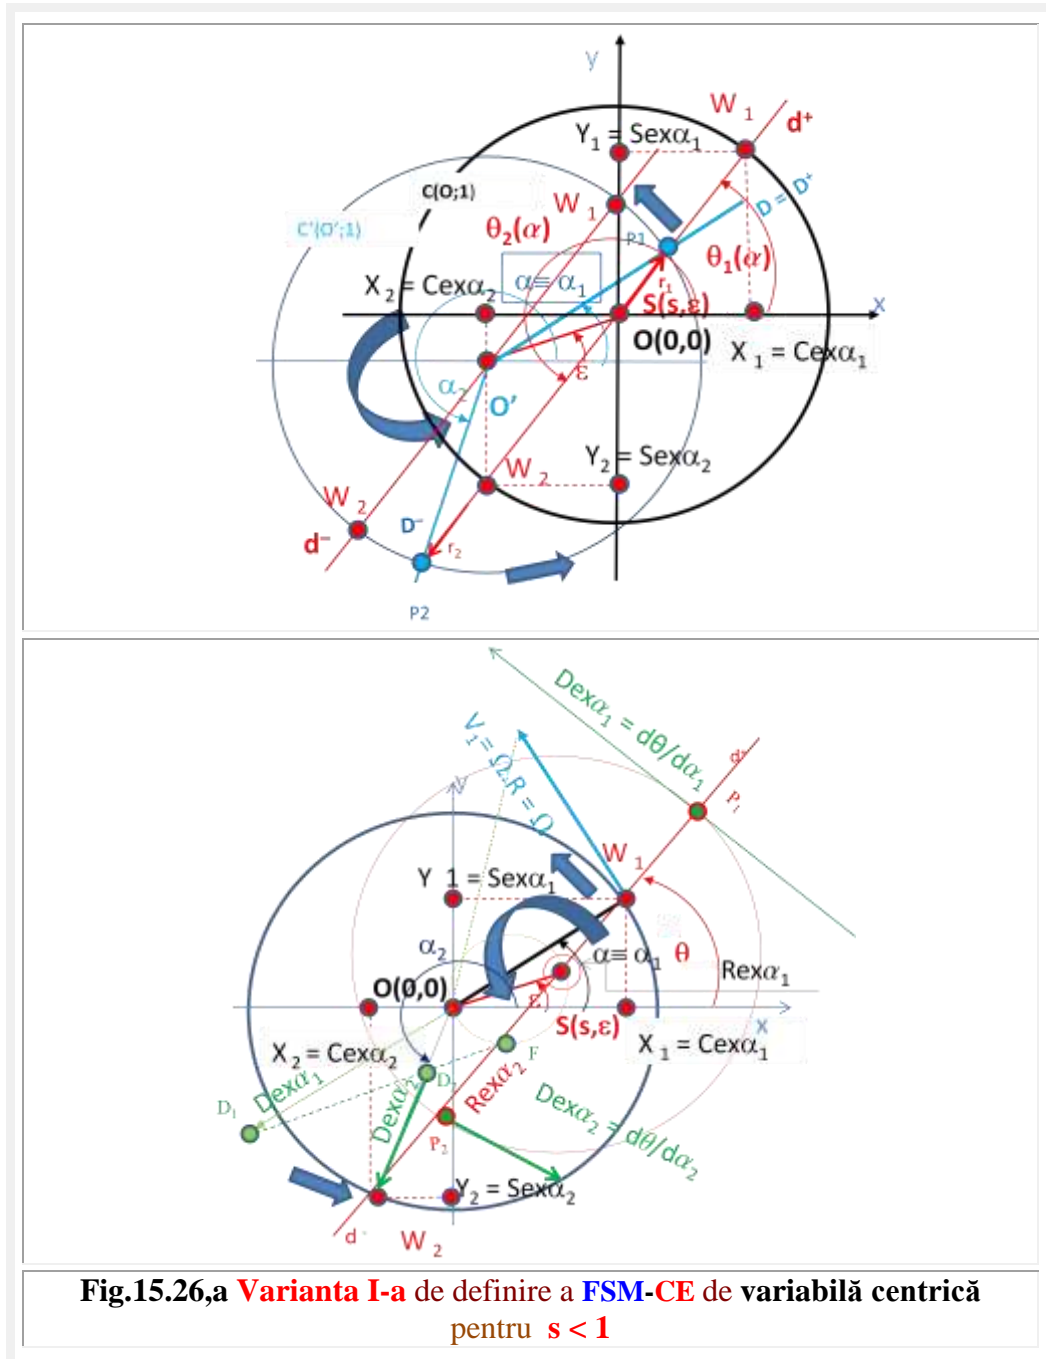 y
W 1
d⁺
Y₁ = Sexα₁
C(O;1)
D = D⁺
W 1
C'(O';1)
θ₂(α)
P1
θ₁(α)
α≡ α₁
r₁
X ₂ = Cexα₂
S(s,ε)
x
O(0,0)
X ₁ = Cexα₁
ε
α₂
O'
Y₂ = Sexα₂
W 2
W 2
D⁻
d⁻
r₂
P2
Dexα₁ = dθ/dα₁
V₁ = Ω.R = Ω
d⁺
P₁
y
W 1
Y 1 = Sexα₁
α₂
α≡ α₁
θ
Rexα₁
O(0,0)
ε
S(s,ε)
x
X ₂ = Cexα₂
X ₁ = Cexα₁
F
Dexα₁
D₂
Rexα₂
D₁
Dexα₂
Dexα₂ = dθ/dα₂
P₂
Y₂ = Sexα₂
d⁻
W 2
Fig.15.26,a Varianta I-a de definire a FSM-CE de variabilă centrică
pentru s < 1